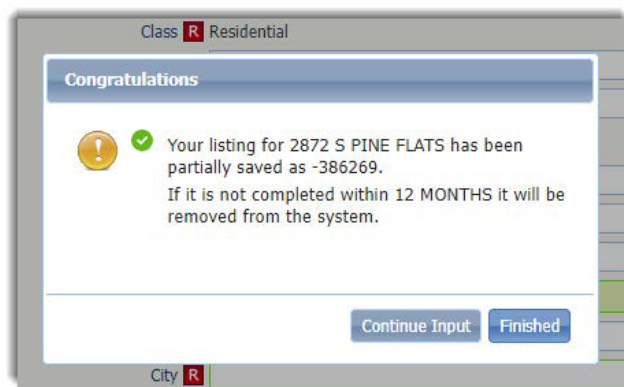 Class R Residential
Congratulations
Your listing for 2872 S PINE FLATS has been
partially saved as -386269.
If it is not completed within 12 MONTHS it will be
removed from the system.
Continue Input Finished
City R